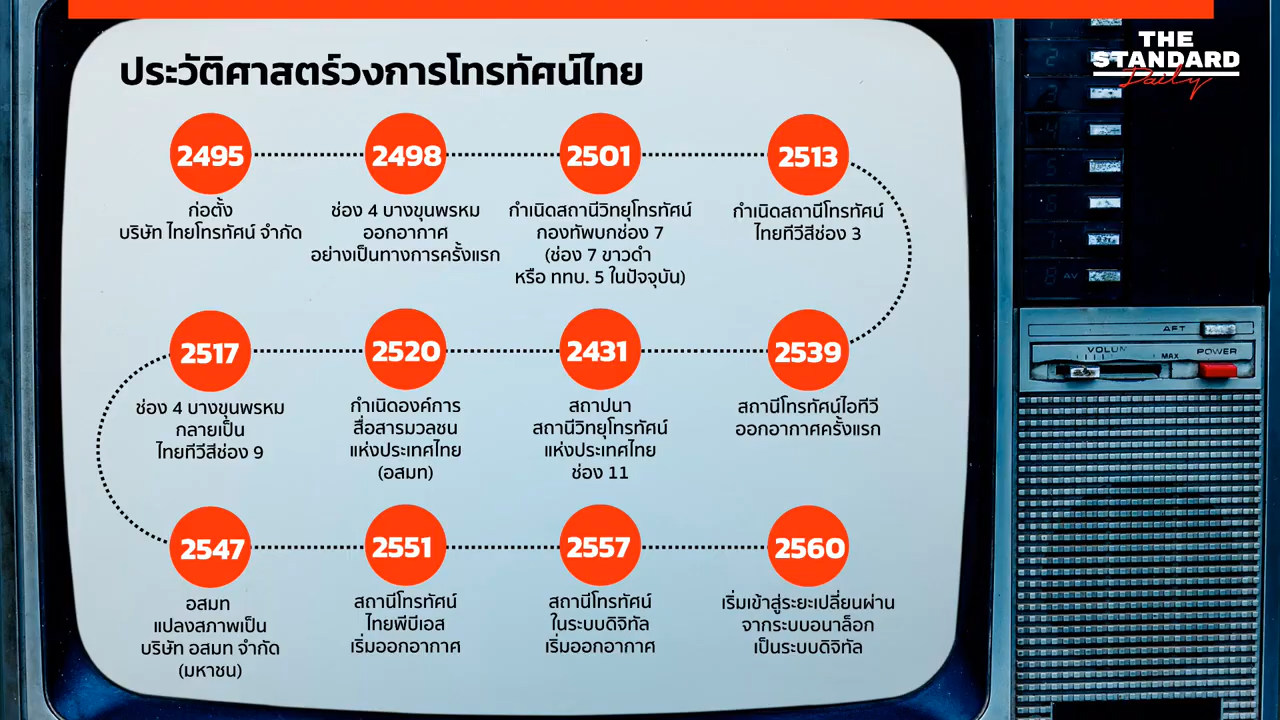 THE
STANDARD
Daily
ประวัติศาสตร์วงการโทรทัศน์ไทย
2495
ก่อตั้ง
บริษัท ไทยโทรทัศน์ จำกัด
2498
ช่อง 4 บางขุนพรหม
ออกอากาศ
อย่างเป็นทางการครั้งแรก
2501
กำเนิดสถานีวิทยุโทรทัศน์
กองทัพบกช่อง 7
(ช่อง 7 ขาวดำ
หรือ ททบ. 5 ในปัจจุบัน)
2513
กำเนิดสถานีโทรทัศน์
ไทยทีวีสีช่อง 3
2517
ช่อง 4 บางขุนพรหม
กลายเป็น
ไทยทีวีสีช่อง 9
2520
กำเนิดองค์การ
สื่อสารมวลชน
แห่งประเทศไทย
(อสมท)
2431
สถาปนา
สถานีวิทยุโทรทัศน์
แห่งประเทศไทย
ช่อง 11
2539
สถานีโทรทัศน์ไอทีวี
ออกอากาศครั้งแรก
2547
อสมท
แปลงสภาพเป็น
บริษัท อสมท จำกัด
(มหาชน)
2551
สถานีโทรทัศน์
ไทยพีบีเอส
เริ่มออกอากาศ
2557
สถานีโทรทัศน์
ในระบบดิจิทัล
เริ่มออกอากาศ
2560
เริ่มเข้าสู่ระยะเปลี่ยนผ่าน
จากระบบอนาล็อก
เป็นระบบดิจิทัล
2
3
4
5
6
7
8 AV
AFT
MAX
POWER